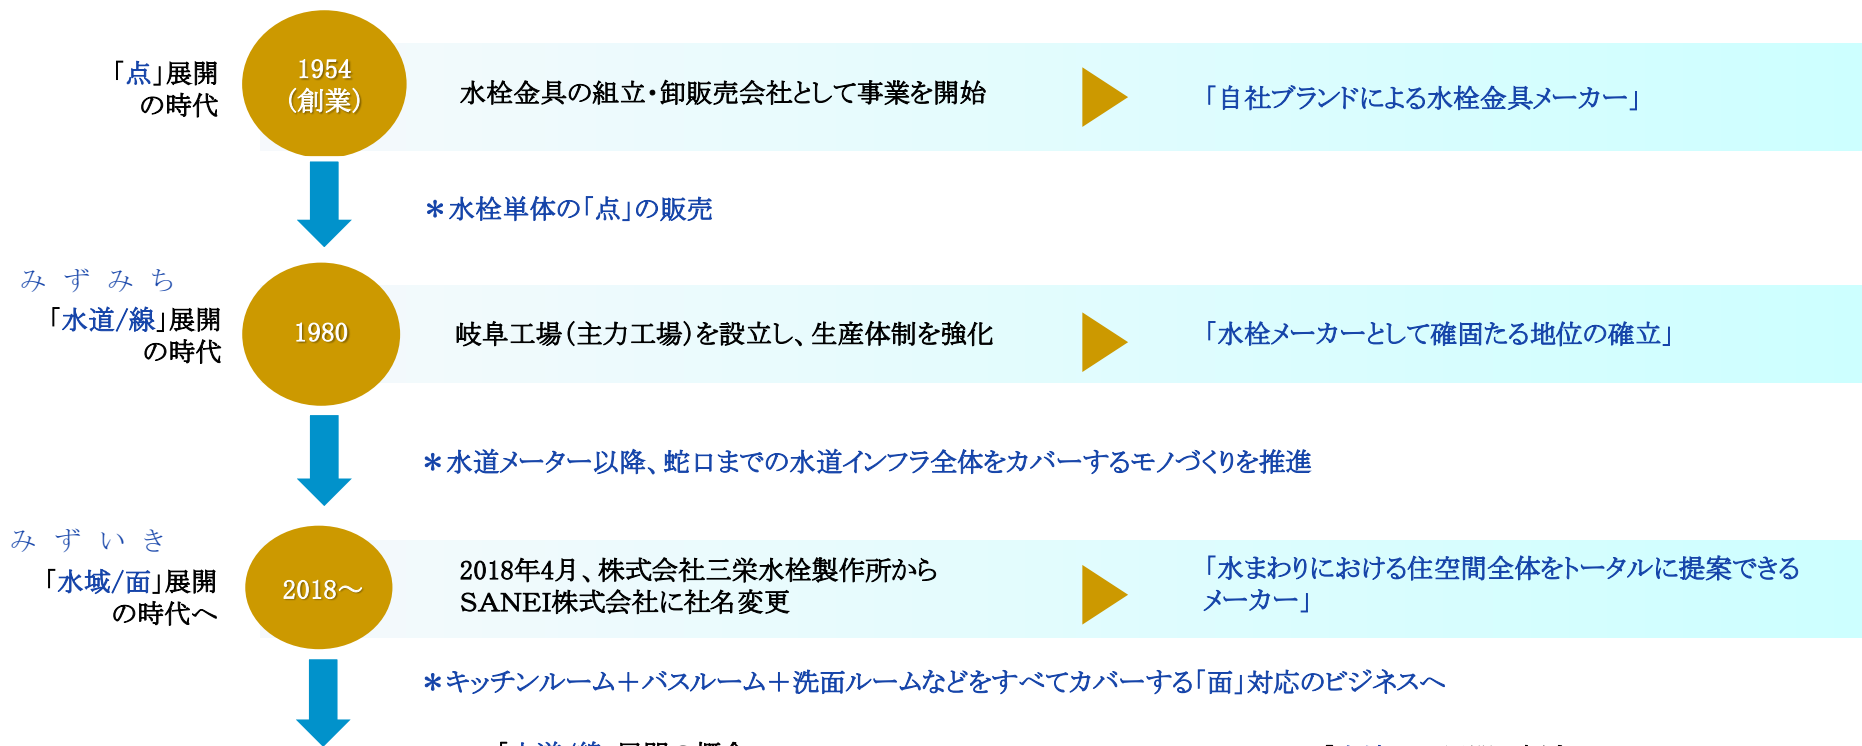 「点」展開
の時代
1954
(創業)
水栓金具の組立・卸販売会社として事業を開始
「自社ブランドによる水栓金具メーカー」
＊水栓単体の「点」の販売
みずみち
「水道/線」展開
の時代
1980
岐阜工場(主力工場)を設立し、生産体制を強化
「水栓メーカーとして確固たる地位の確立」
＊水道メーター以降、蛇口までの水道インフラ全体をカバーするモノづくりを推進
みずいき
「水域/面」展開
の時代へ
2018～
2018年4月、株式会社三栄水栓製作所から
SANEI株式会社に社名変更
「水まわりにおける住空間全体をトータルに提案できる
メーカー」
＊キッチンルーム＋バスルーム＋洗面ルームなどをすべてカバーする「面」対応のビジネスへ